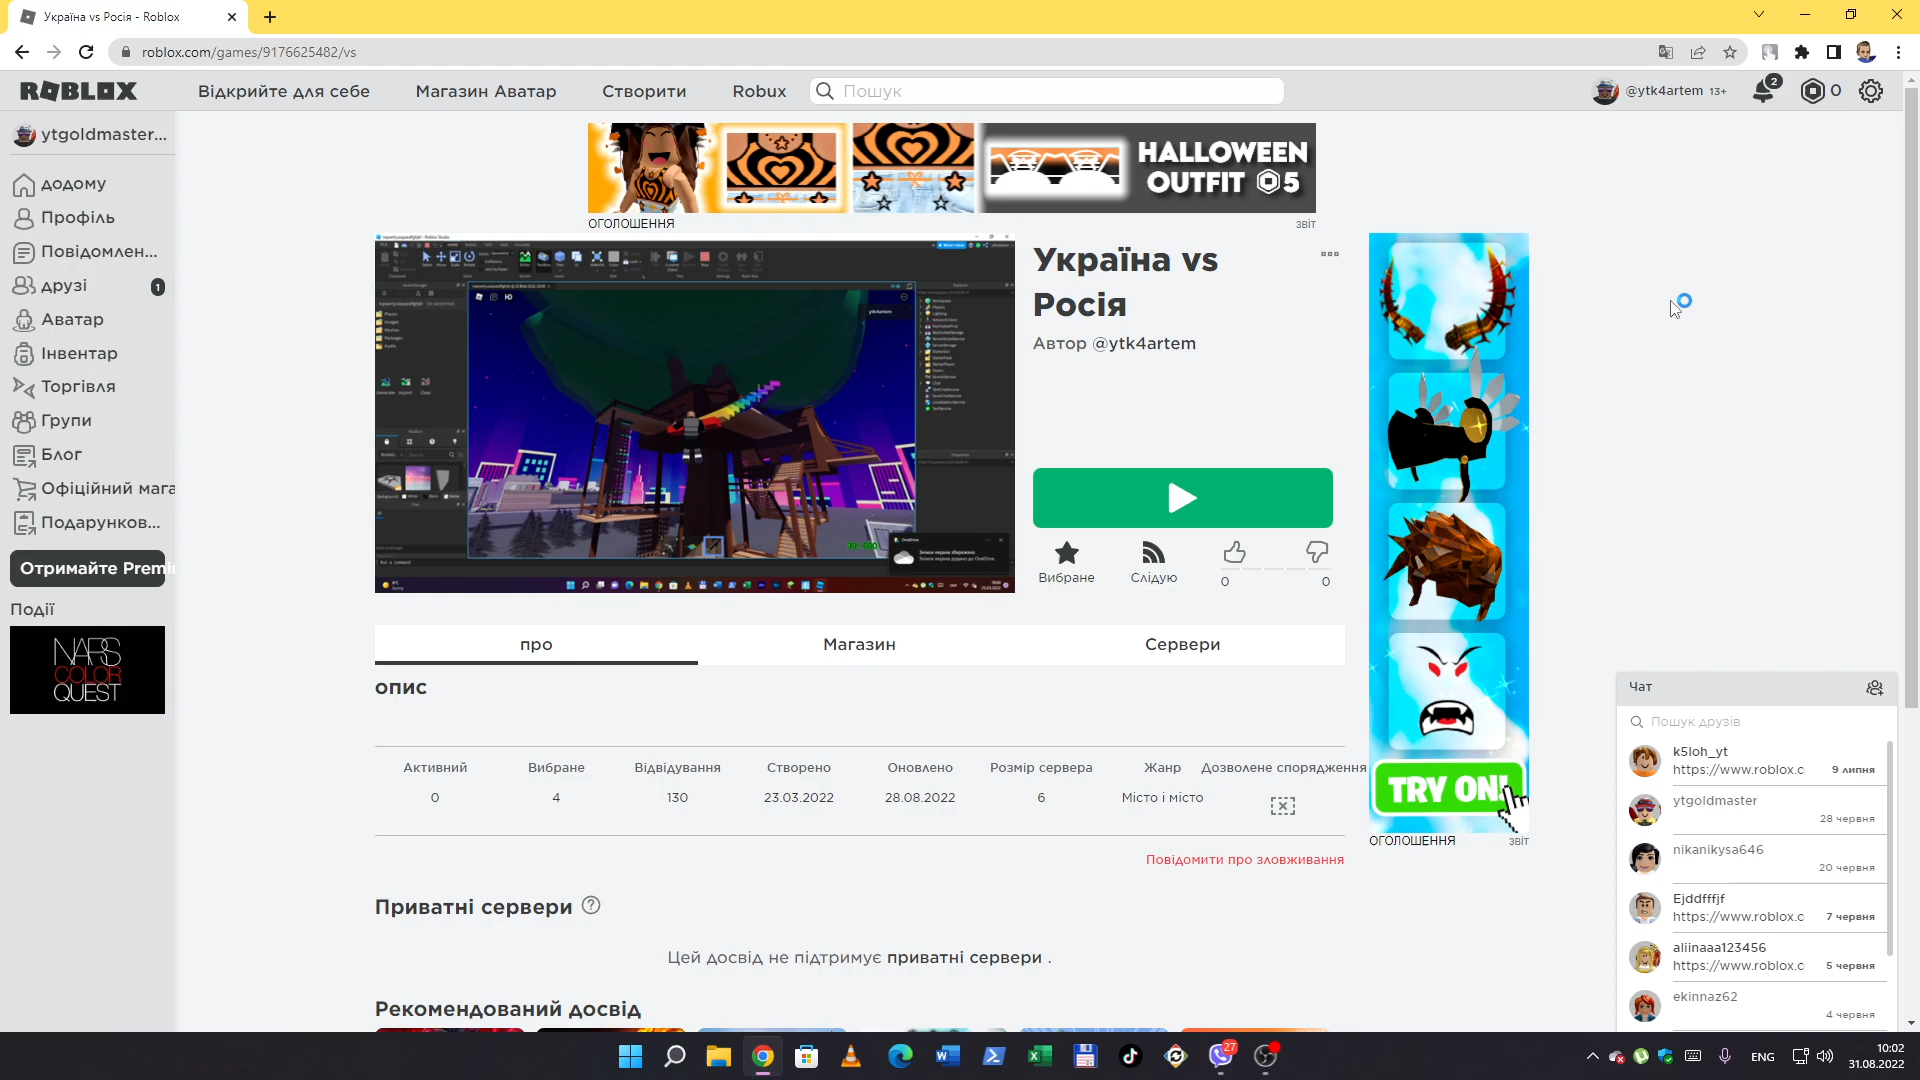 Україна vs Росія - Roblox
roblox.com/games/9176625482/vs
ROBLOX
Відкрийте для себе
Магазин Аватар
Створити
Robux
Пошук
@ytk4artem 13+
2
0
ytgoldmaster...
додому
Профіль
Повідомлен...
друзі
1
Аватар
Інвентар
Торгівля
Групи
Блог
Офіційний мага
Подарунков...
Отримайте Premi
Події
NARS
COLOR
QUEST
HALLOWEEN
OUTFIT 5
ОГОЛОШЕННЯ
ЗВІТ
Україна vs
Росія
Автор @ytk4artem
Вибране
Слідую
0
0
про
Магазин
Сервери
опис
Активний
Вибране
Відвідування
Створено
Оновлено
Розмір сервера
Жанр
Дозволене спорядження
0
4
130
23.03.2022
28.08.2022
6
Місто і місто
Повідомити про зловживання
Приватні сервери
Цей досвід не підтримує приватні сервери .
Рекомендований досвід
TRY ON!
ОГОЛОШЕННЯ
ЗВІТ
Чат
Пошук друзів
k5loh_yt
https://www.roblox.c 9 липня
ytgoldmaster
28 червня
nikanikysa646
20 червня
Ejddfffjf
https://www.roblox.c 7 червня
aliinaaa123456
https://www.roblox.c 5 червня
ekinnaz62
4 червня
27
ENG
10:02
31.08.2022